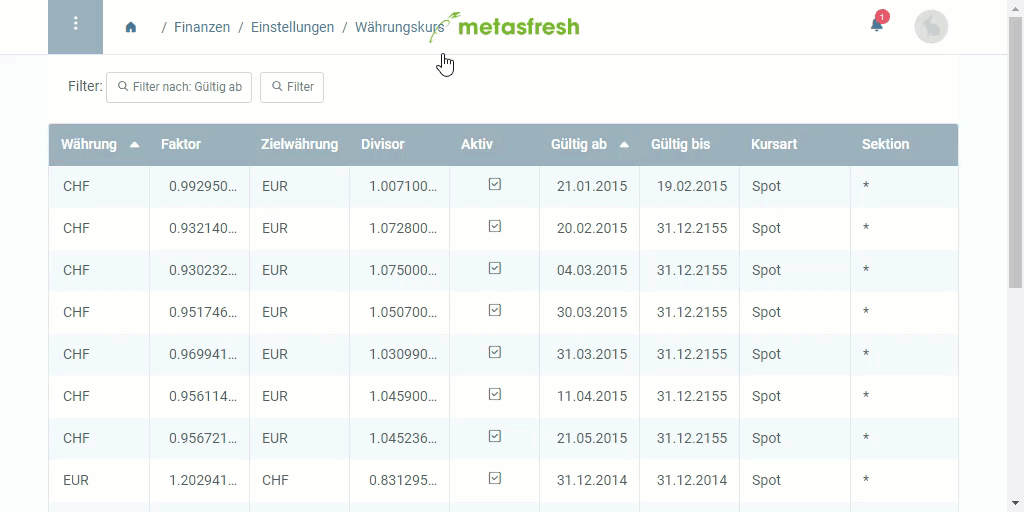 / Finanzen / Einstellungen / Währungskurs metasfresh 1
Filter: Filter nach: Gültig ab Filter
Währung Faktor Zielwährung Divisor Aktiv Gültig ab Gültig bis Kursart Sektion
CHF 0.992950... EUR 1.007100... 21.01.2015 19.02.2015 Spot *
CHF 0.932140... EUR 1.072800... 20.02.2015 31.12.2155 Spot *
CHF 0.930232... EUR 1.075000... 04.03.2015 31.12.2155 Spot *
CHF 0.951746... EUR 1.050700... 30.03.2015 31.12.2155 Spot *
CHF 0.969941... EUR 1.030990... 31.03.2015 31.12.2155 Spot *
CHF 0.956114... EUR 1.045900... 11.04.2015 31.12.2155 Spot *
CHF 0.956721... EUR 1.045236... 21.05.2015 31.12.2155 Spot *
EUR 1.202941... CHF 0.831295... 31.12.2014 31.12.2014 Spot *